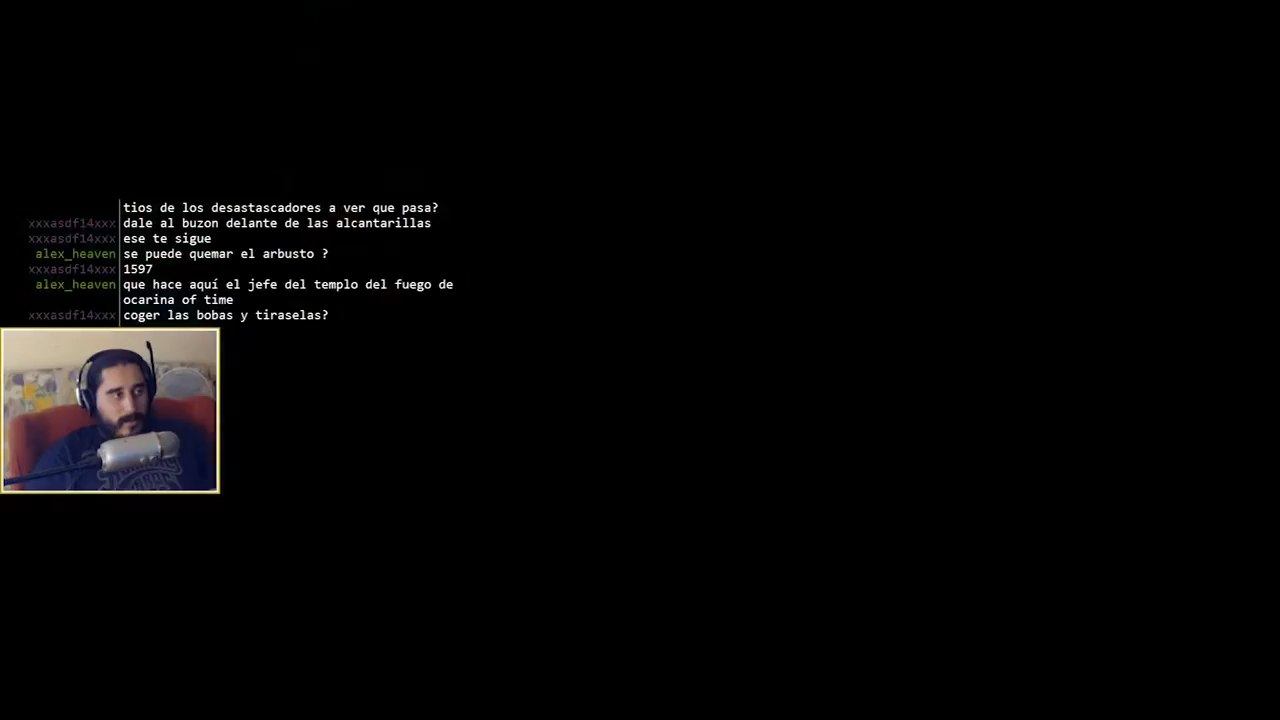 tios de los desastascadores a ver que pasa?
xxxasdf14xxx dale al buzon delante de las alcantarillas
xxxasdf14xxx ese te sigue
alex_heaven se puede quemar el arbusto ?
xxxasdf14xxx 1597
alex_heaven que hace aquí el jefe del templo del fuego de
ocarina of time
xxxasdf14xxx coger las bobas y tiraselas?